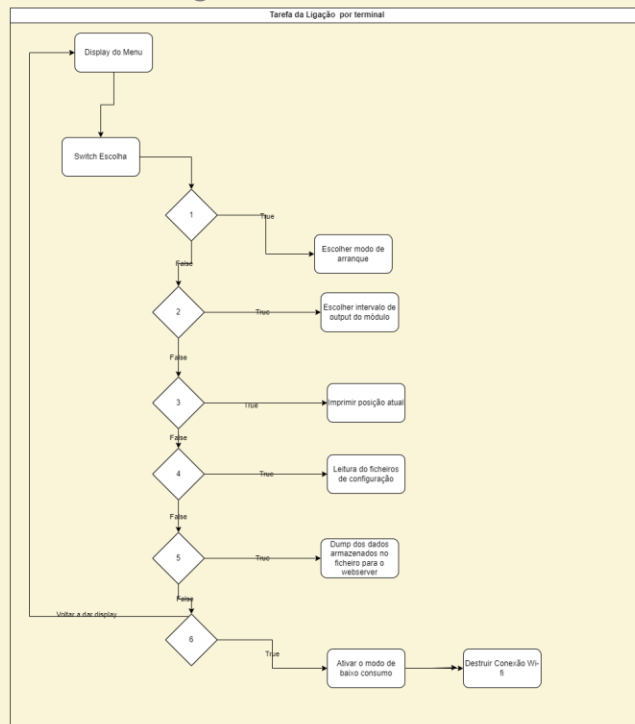 Tarefa da Ligação por terminal
Display do Menu
Switch Escolha
1
True
Escolher modo de
arranque
False
2
True
Escolher intervalo de
output do módulo
False
3
True
Imprimir posição atual
False
4
True
Leitura do ficheiros
de configuração
False
5
True
Dump dos dados
armazenados no
ficheiro para o
webserver
False
Voltar a dar display
6
True
Ativar o modo de
baixo consumo
Destruir Conexão Wi-
fi